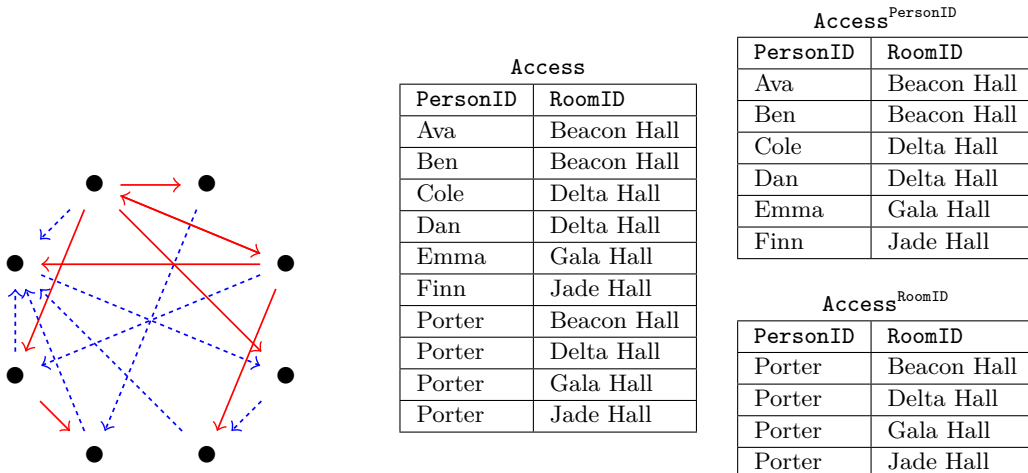 Access
PersonID RoomID
Ava Beacon Hall
Ben Beacon Hall
Cole Delta Hall
Dan Delta Hall
Emma Gala Hall
Finn Jade Hall
Porter Beacon Hall
Porter Delta Hall
Porter Gala Hall
Porter Jade Hall
Access^PersonID
PersonID RoomID
Ava Beacon Hall
Ben Beacon Hall
Cole Delta Hall
Dan Delta Hall
Emma Gala Hall
Finn Jade Hall
Access^RoomID
PersonID RoomID
Porter Beacon Hall
Porter Delta Hall
Porter Gala Hall
Porter Jade Hall